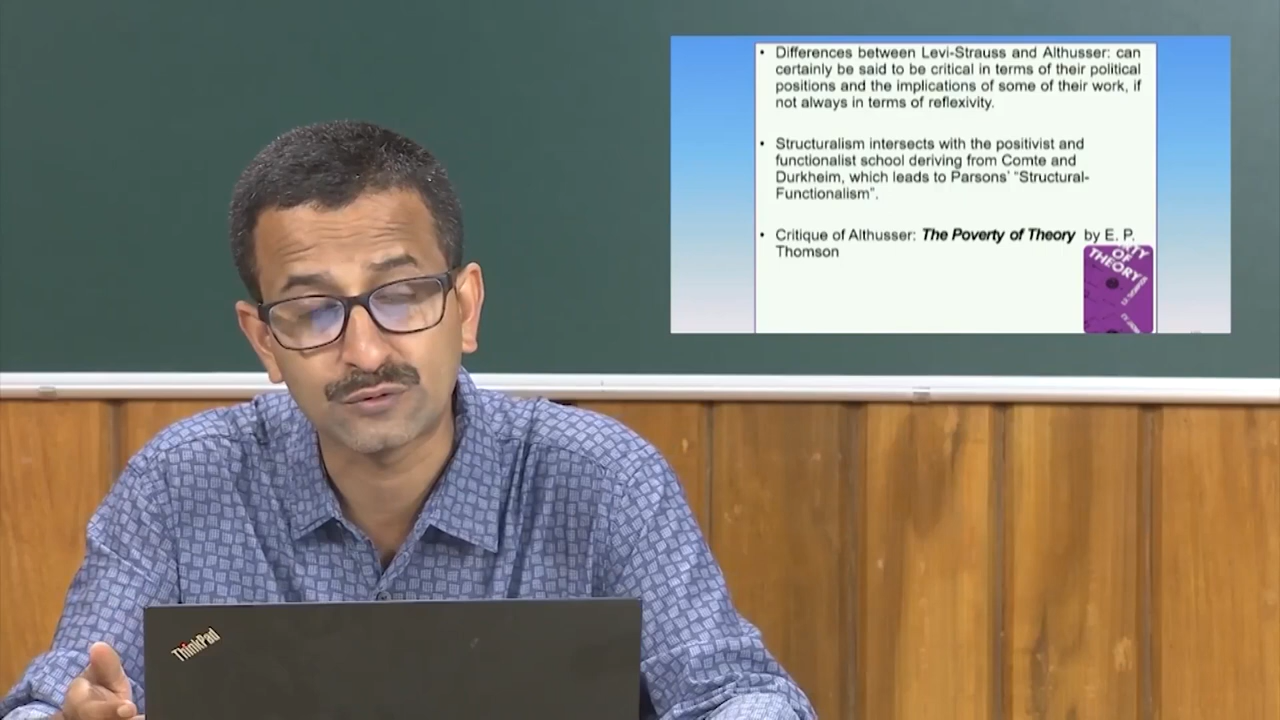 • Differences between Levi-Strauss and Althusser: can
certainly be said to be critical in terms of their political
positions and the implications of some of their work, if
not always in terms of reflexivity.
• Structuralism intersects with the positivist and
functionalist school deriving from Comte and
Durkheim, which leads to Parsons' "Structural-
Functionalism".
• Critique of Althusser: The Poverty of Theory by E. P.
Thomson
RTY
OF
THEORY
ThinkPad